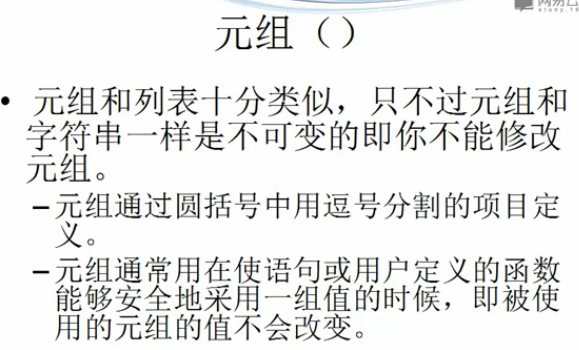 元组（）
• 元组和列表十分类似，只不过元组和
字符串一样是不可变的即你不能修改
元组。
–元组通过圆括号中用逗号分割的项目定
义。
–元组通常用在使语句或用户定义的函数
能够安全地采用一组值的时候，即被使
用的元组的值不会改变。